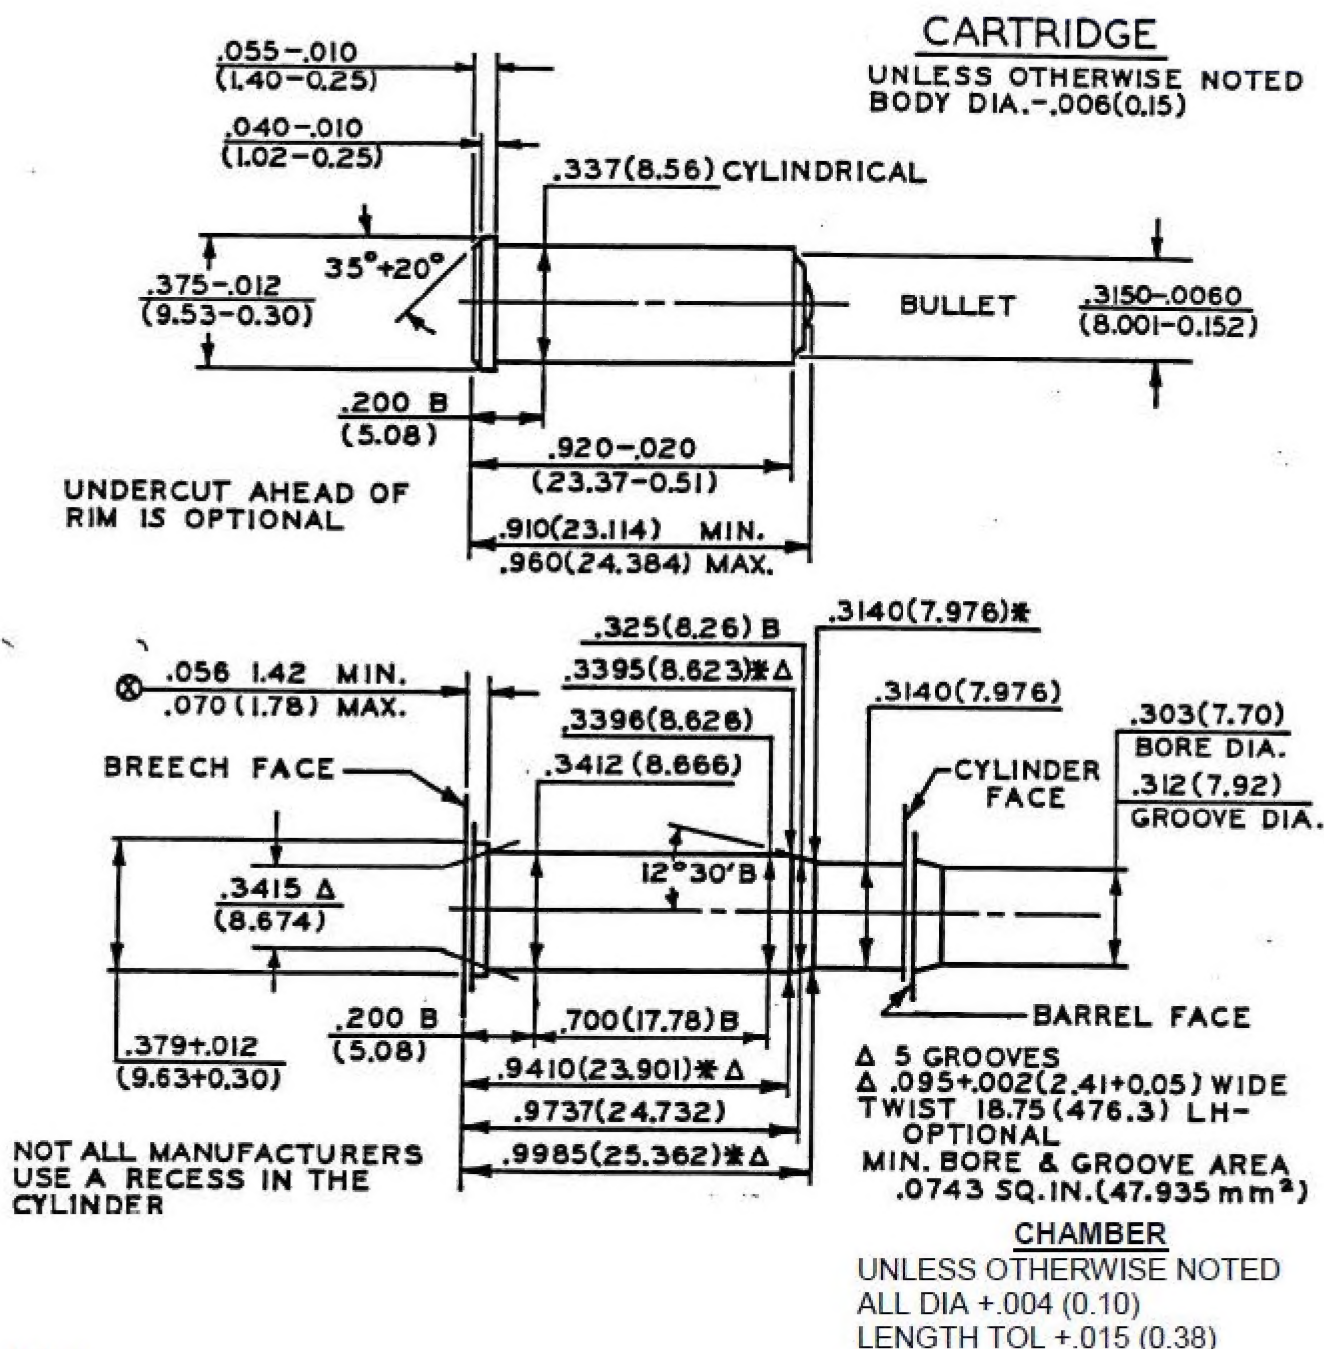 CARTRIDGE
UNLESS OTHERWISE NOTED
BODY DIA.-.006(0.15)
.055-.010
(1.40-0.25)
.040-.010
(1.02-0.25)
.337(8.56) CYLINDRICAL
35°+20°
.375-.012
(9.53-0.30)
BULLET
.3150-.0060
(8.001-0.152)
.200 B
(5.08)
.920-.020
(23.37-0.51)
UNDERCUT AHEAD OF
RIM IS OPTIONAL
.910(23.114) MIN.
.960(24.384) MAX.
.3140(7.976)*
.325(8.26) B
⊗ .056 1.42 MIN.
.070 (1.78) MAX.
.3395(8.623)*Δ
.3140(7.976)
.3396(8.626)
.303(7.70)
BORE DIA.
BREECH FACE
.3412 (8.666)
CYLINDER
FACE
.312(7.92)
GROOVE DIA.
12°30'B
.3415 Δ
(8.674)
.200 B
(5.08)
.700(17.78)B
BARREL FACE
.379+.012
(9.63+0.30)
.9410(23.901)*Δ
.9737(24.732)
.9985(25.362)*Δ
Δ 5 GROOVES
Δ .095+.002(2.41+0.05) WIDE
TWIST 18.75(476.3) LH-
OPTIONAL
MIN. BORE & GROOVE AREA
.0743 SQ.IN.(47.935 mm²)
NOT ALL MANUFACTURERS
USE A RECESS IN THE
CYLINDER
CHAMBER
UNLESS OTHERWISE NOTED
ALL DIA +.004 (0.10)
LENGTH TOL +.015 (0.38)